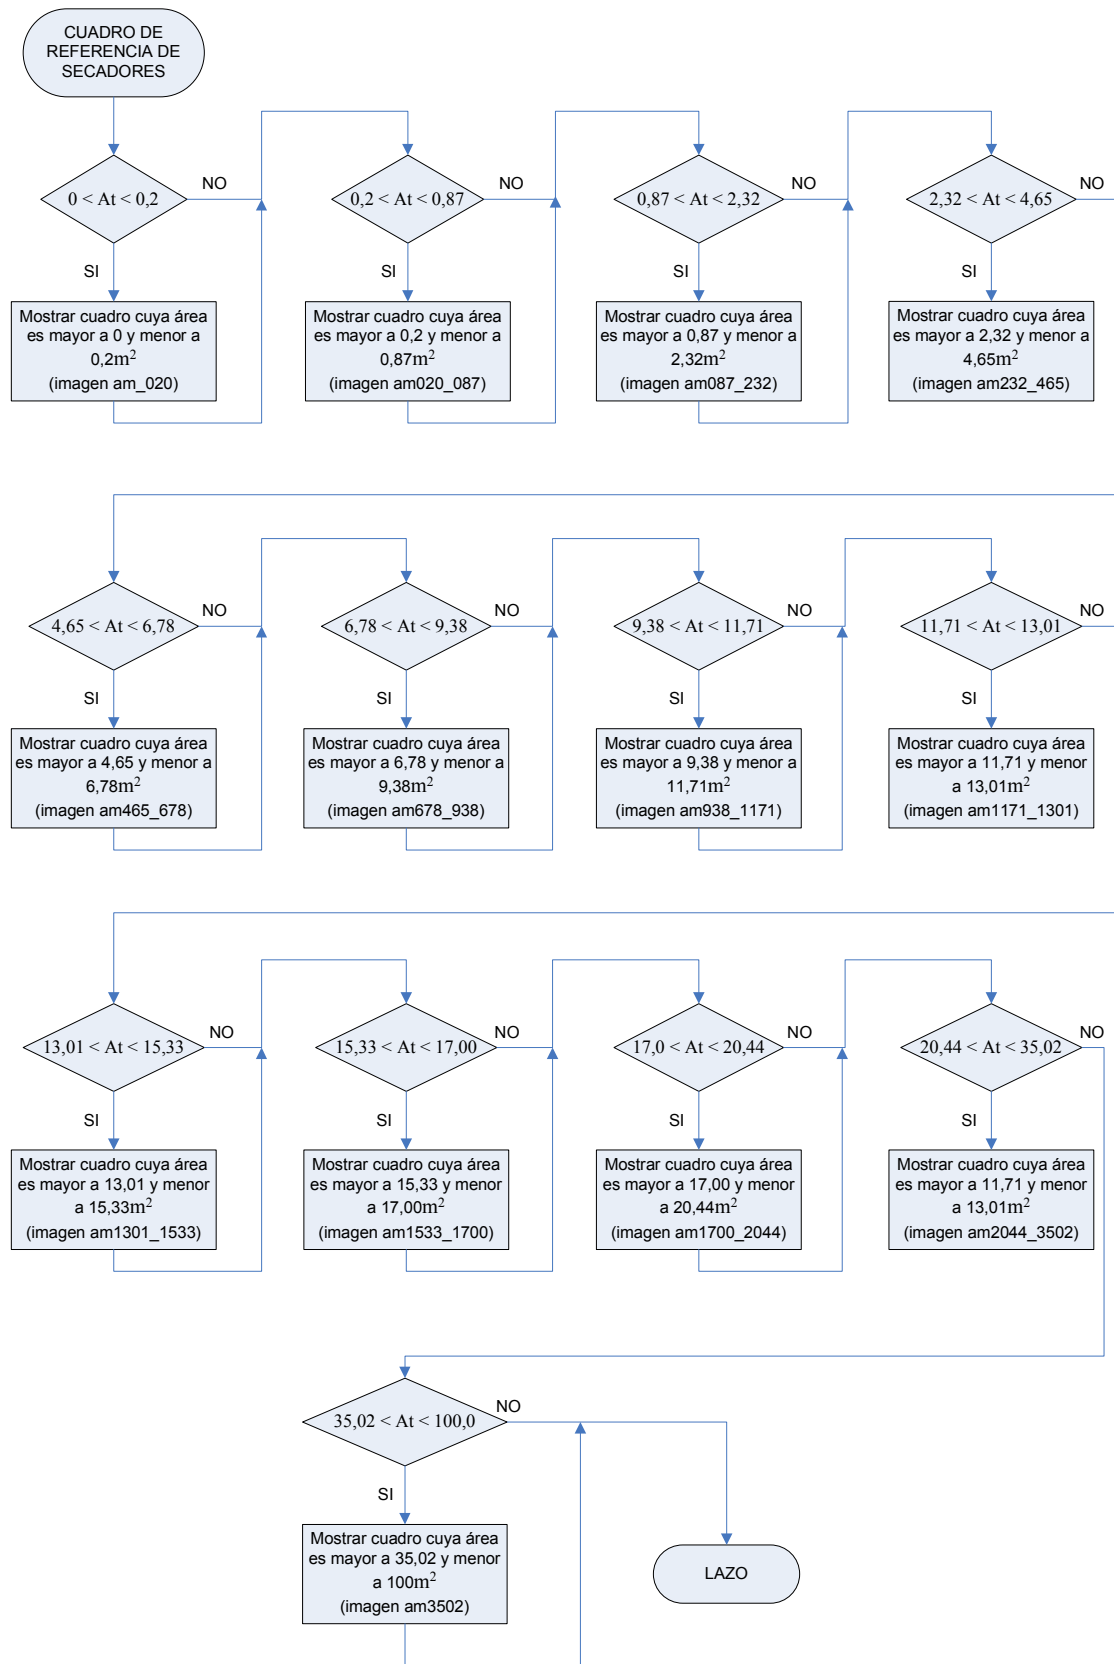 CUADRO DE
REFERENCIA DE
SECADORES
0 < At < 0,2
NO
SI
Mostrar cuadro cuya área
es mayor a 0 y menor a
0,2m²
(imagen am_020)
0,2 < At < 0,87
NO
SI
Mostrar cuadro cuya área
es mayor a 0,2 y menor a
0,87m²
(imagen am020_087)
0,87 < At < 2,32
NO
SI
Mostrar cuadro cuya área
es mayor a 0,87 y menor a
2,32m²
(imagen am087_232)
2,32 < At < 4,65
NO
SI
Mostrar cuadro cuya área
es mayor a 2,32 y menor a
4,65m²
(imagen am232_465)
4,65 < At < 6,78
NO
SI
Mostrar cuadro cuya área
es mayor a 4,65 y menor a
6,78m²
(imagen am465_678)
6,78 < At < 9,38
NO
SI
Mostrar cuadro cuya área
es mayor a 6,78 y menor a
9,38m²
(imagen am678_938)
9,38 < At < 11,71
NO
SI
Mostrar cuadro cuya área
es mayor a 9,38 y menor a
11,71m²
(imagen am938_1171)
11,71 < At < 13,01
NO
SI
Mostrar cuadro cuya área
es mayor a 11,71 y menor
a 13,01m²
(imagen am1171_1301)
13,01 < At < 15,33
NO
SI
Mostrar cuadro cuya área
es mayor a 13,01 y menor
a 15,33m²
(imagen am1301_1533)
15,33 < At < 17,00
NO
SI
Mostrar cuadro cuya área
es mayor a 15,33 y menor
a 17,00m²
(imagen am1533_1700)
17,0 < At < 20,44
NO
SI
Mostrar cuadro cuya área
es mayor a 17,00 y menor
a 20,44m²
(imagen am1700_2044)
20,44 < At < 35,02
NO
SI
Mostrar cuadro cuya área
es mayor a 11,71 y menor
a 13,01m²
(imagen am2044_3502)
35,02 < At < 100,0
NO
SI
Mostrar cuadro cuya área
es mayor a 35,02 y menor
a 100m²
(imagen am3502)
LAZO